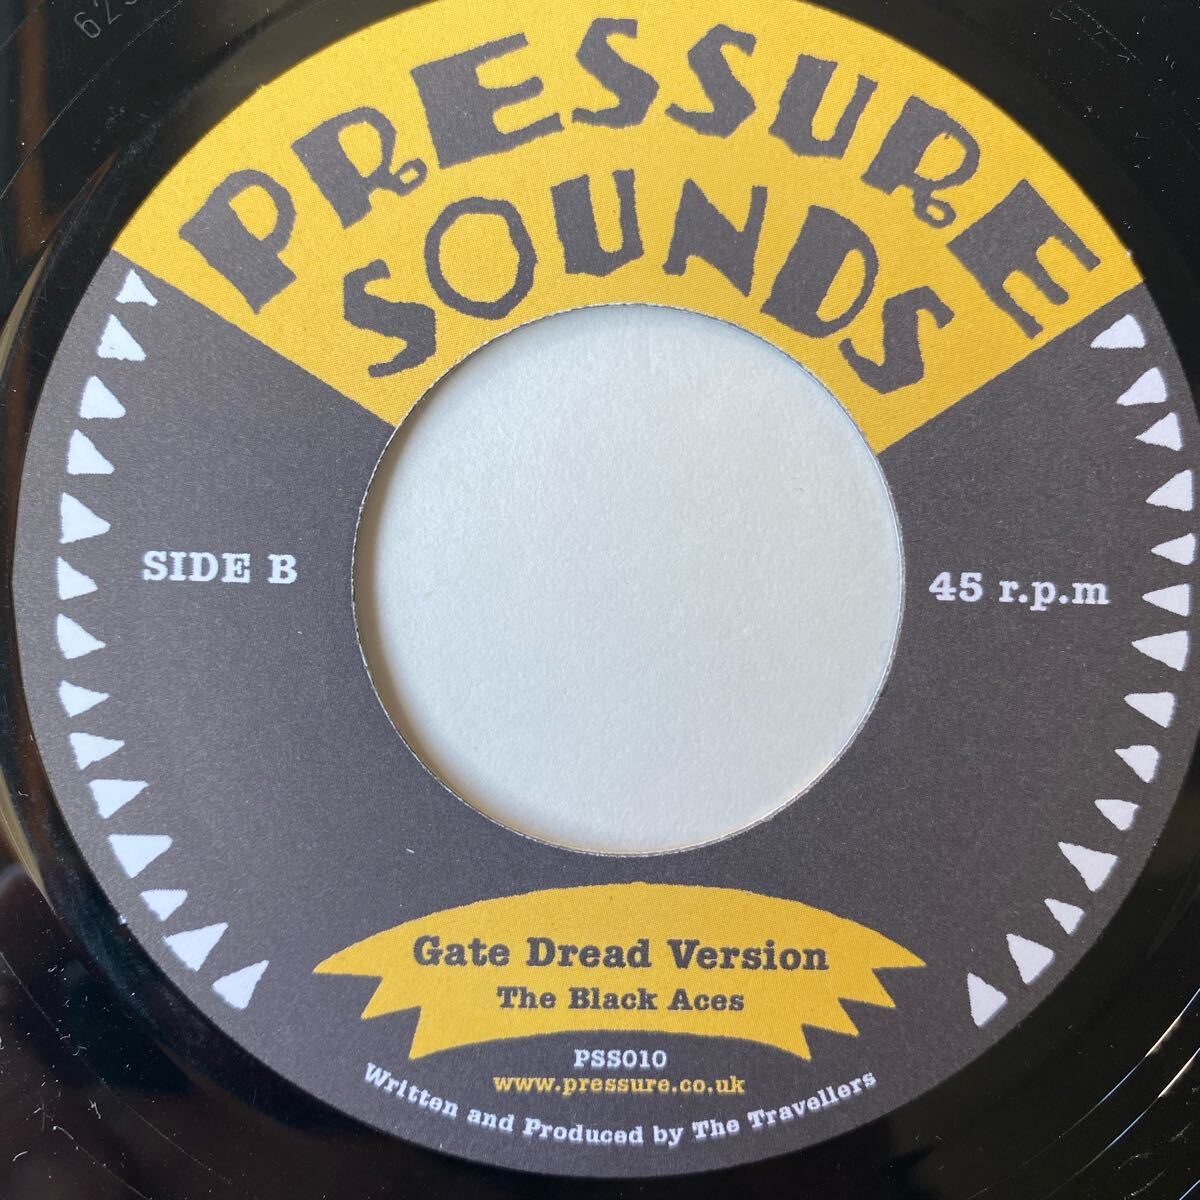 PRESSURE
SOUNDS
SIDE B
45 r.p.m
Gate Dread Version
The Black Aces
PSS010
www.pressure.co.uk
Written and Produced by The Travellers